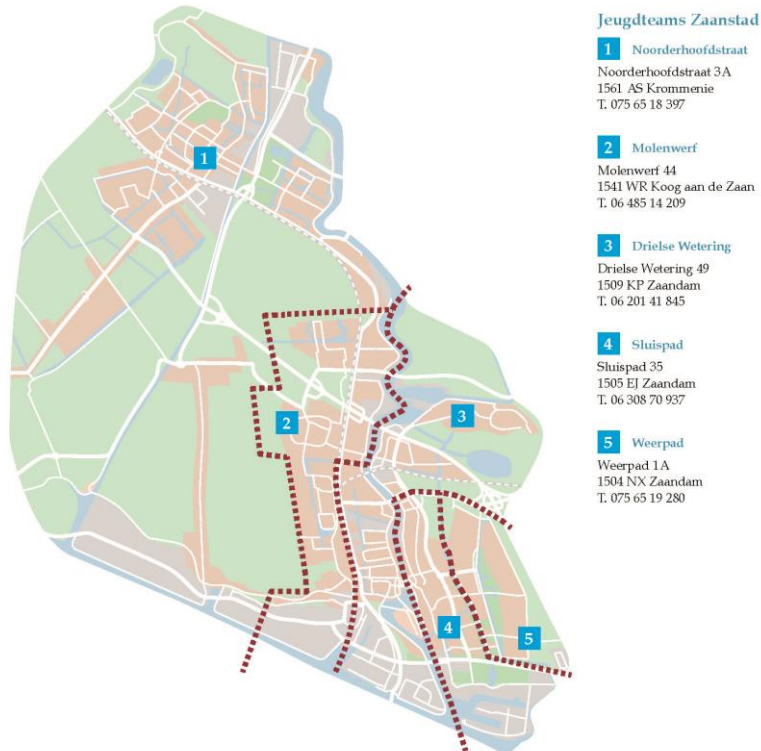 Jeugdteams Zaanstad
1 Noorderhoofdstraat
Noorderhoofdstraat 3A
1561 AS Krommenie
T. 075 65 18 397
2 Molenwerf
Molenwerf 44
1541 WR Koog aan de Zaan
T. 06 485 14 209
3 Drielse Wetering
Drielse Wetering 49
1509 KP Zaandam
T. 06 201 41 845
4 Sluispad
Sluispad 35
1505 EJ Zaandam
T. 06 308 70 937
5 Weerpad
Weerpad 1A
1504 NX Zaandam
T. 075 65 19 280
1
2
3
4
5